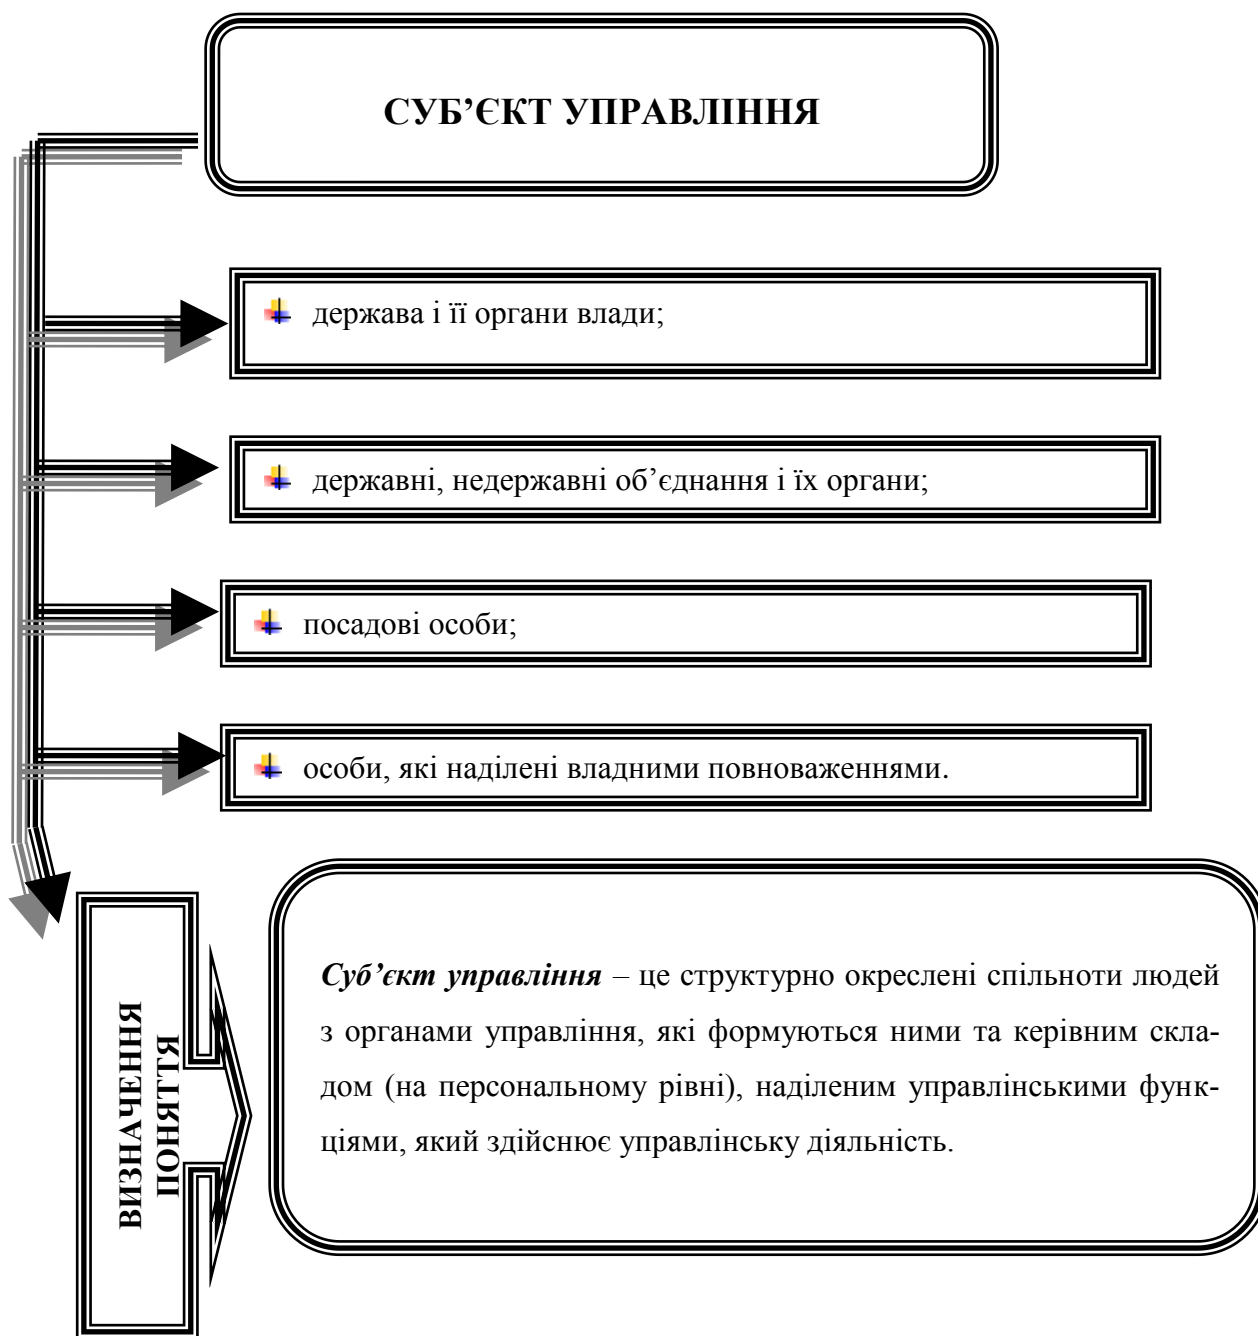 СУБ’ЄКТ УПРАВЛІННЯ
держава і її органи влади;
державні, недержавні об’єднання і їх органи;
посадові особи;
особи, які наділені владними повноваженнями.
ВИЗНАЧЕННЯ
ПОНЯТТЯ
Суб’єкт управління – це структурно окреслені спільноти людей
з органами управління, які формуються ними та керівним скла-
дом (на персональному рівні), наділеним управлінськими функ-
ціями, який здійснює управлінську діяльність.